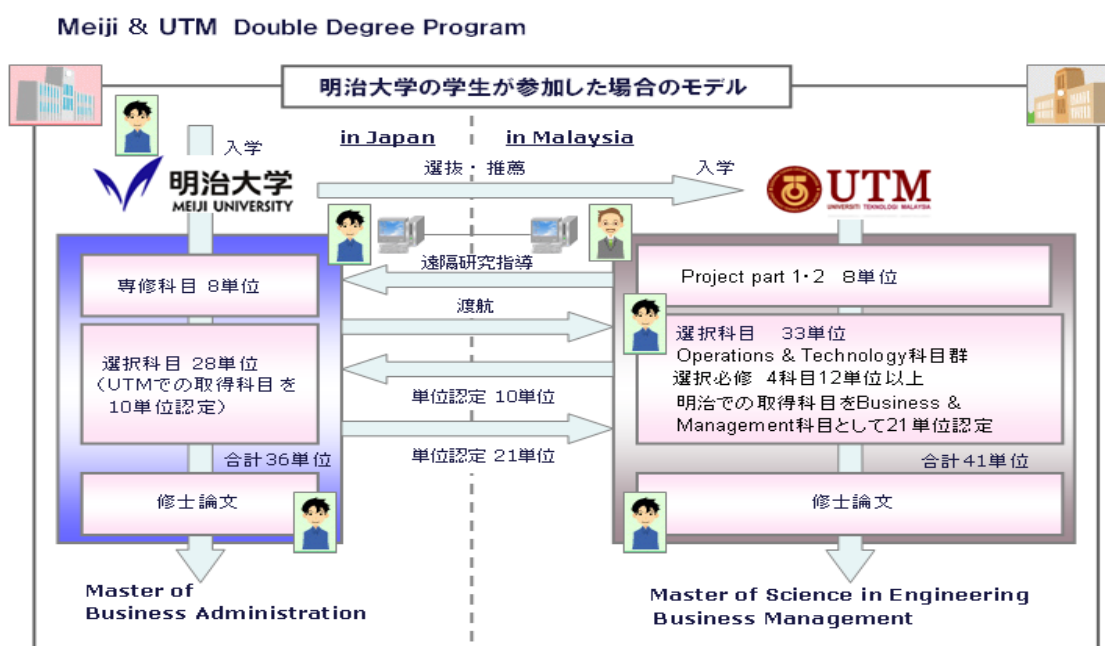 Meiji & UTM Double Degree Program
明治大学の学生が参加した場合のモデル
入学
in Japan
in Malaysia
選抜・推薦
入学
明治大学
MEIJI UNIVERSITY
UTM
UNIVERSITI TEKNOLOGI MALAYSIA
遠隔研究指導
専修科目 8単位
Project part 1・2 8単位
渡航
選択科目 28単位
(UTMでの取得科目を
10単位認定)
選択科目 33単位
Operations & Technology科目群
選択必修 4科目12単位以上
明治での取得科目をBusiness &
Management科目として21単位認定
単位認定 10単位
単位認定 21単位
合計36単位
合計41単位
修士論文
修士論文
Master of
Business Administration
Master of Science in Engineering
Business Management